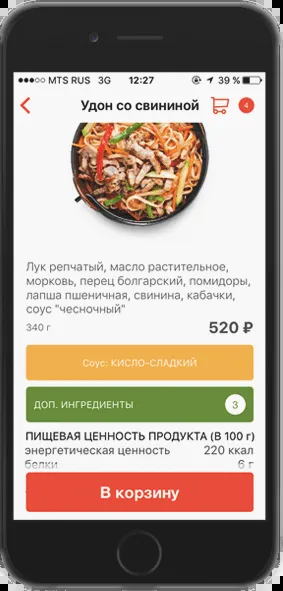 ●●●○○ MTS RUS 3G 12:27 39 %
Удон со свининой 4
Лук репчатый, масло растительное,
морковь, перец болгарский, помидоры,
лапша пшеничная, свинина, кабачки,
соус "чесночный"
340 г 520 ₽
Соус: КИСЛО-СЛАДКИЙ
ДОП. ИНГРЕДИЕНТЫ 3
ПИЩЕВАЯ ЦЕННОСТЬ ПРОДУКТА (В 100 г)
энергетическая ценность 220 ккал
белки 6 г
В корзину